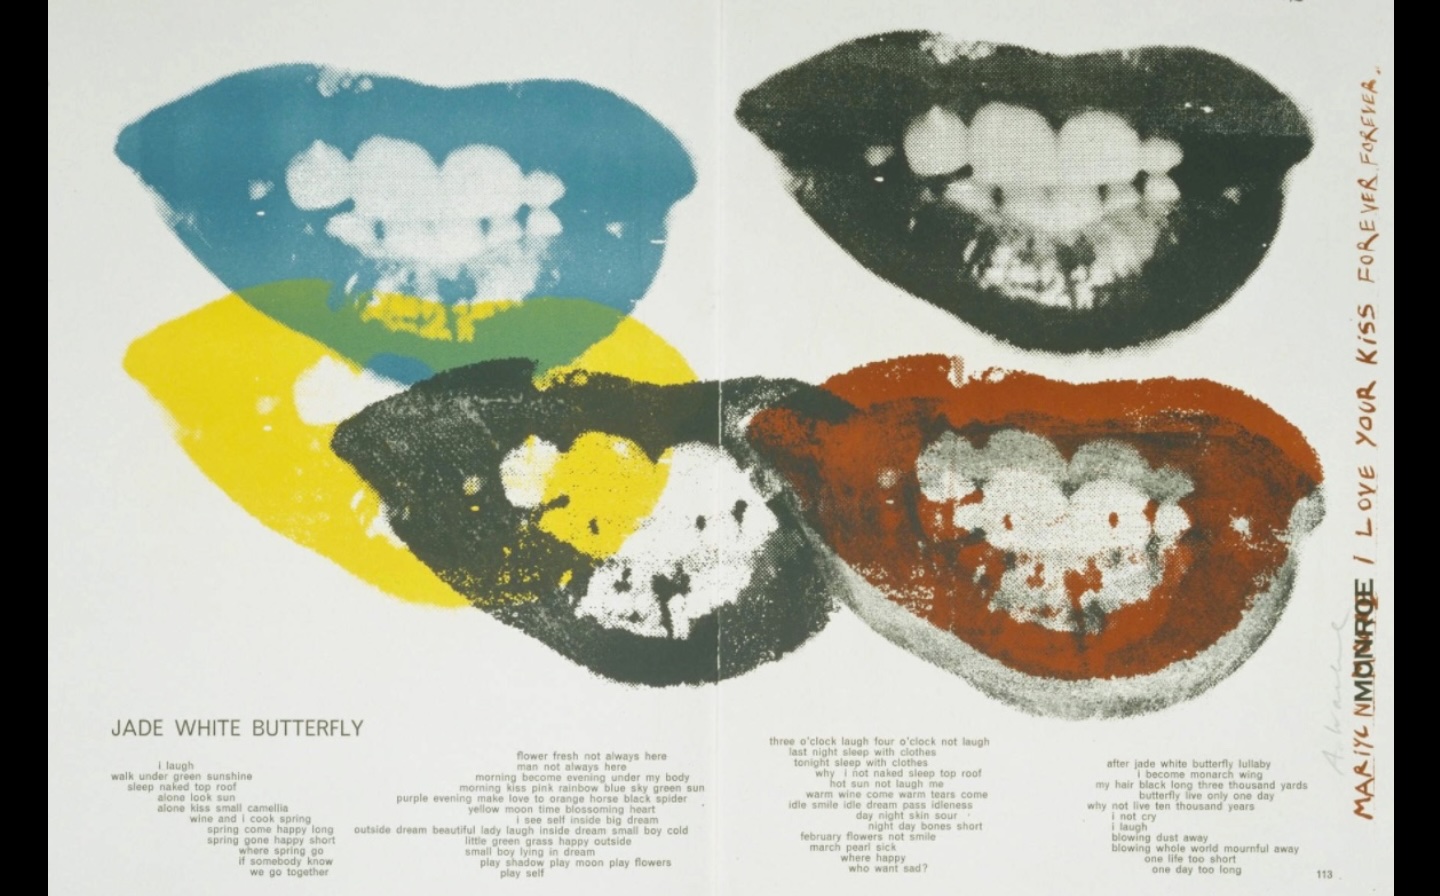 JADE WHITE BUTTERFLY
i laugh
walk under green sunshine
sleep naked top roof
alone look sun
alone kiss small camellia
wine and i cook spring
spring come happy long
spring gone happy short
where spring go
if somebody know
we go together
flower fresh not always here
man not always here
morning become evening under my body
morning kiss pink rainbow blue sky green sun
purple evening make love to orange horse black spider
yellow moon time blossoming heart
i see self inside big dream
outside dream beautiful lady laugh inside dream small boy cold
little green grass happy outside
small boy lying in dream
play shadow play moon play flowers
play self
three o'clock laugh four o'clock not laugh
last night sleep with clothes
tonight sleep with clothes
why i not naked sleep top roof
hot sun not laugh me
warm wine come warm tears come
idle smile idle dream pass idleness
day night skin sour
night day bones short
february flowers not smile
march pearl sick
where happy
who want sad?
after jade white butterfly lullaby
i become monarch wing
my hair black long three thousand yards
butterfly live only one day
why not live ten thousand years
i not cry
i laugh
blowing dust away
blowing whole world mournful away
one life too short
one day too long
113
MARIYL NMUNROE I LOVE YOUR KISS FOREVER FOREVER.